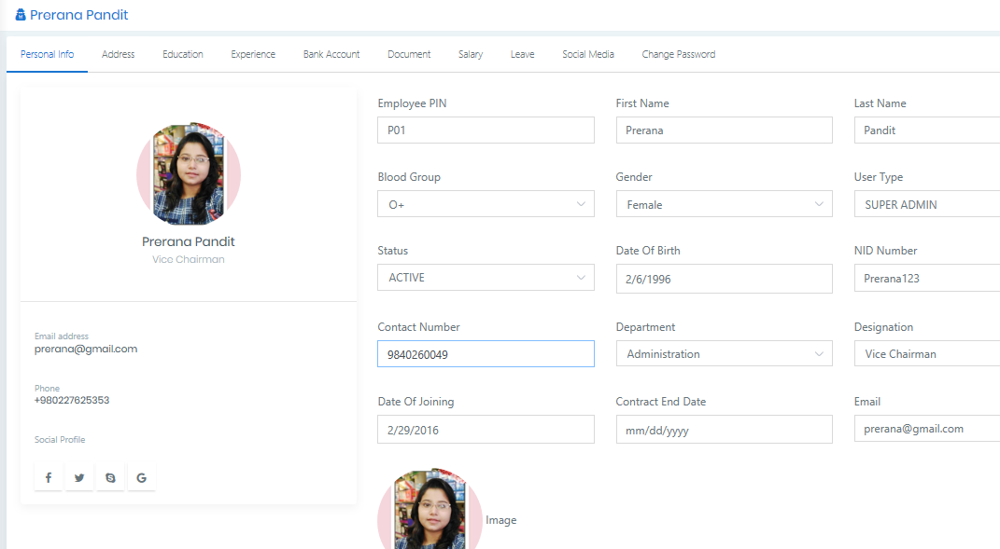 Prerana Pandit
Personal Info Address Education Experience Bank Account Document Salary Leave Social Media Change Password
Prerana Pandit
Vice Chairman
Email address
prerana@gmail.com
Phone
+980227625353
Social Profile
Employee PIN First Name Last Name
P01 Prerana Pandit
Blood Group Gender User Type
O+ Female SUPER ADMIN
Status Date Of Birth NID Number
ACTIVE 2/6/1996 Prerana123
Contact Number Department Designation
9840260049 Administration Vice Chairman
Date Of Joining Contract End Date Email
2/29/2016 mm/dd/yyyy prerana@gmail.com
Image